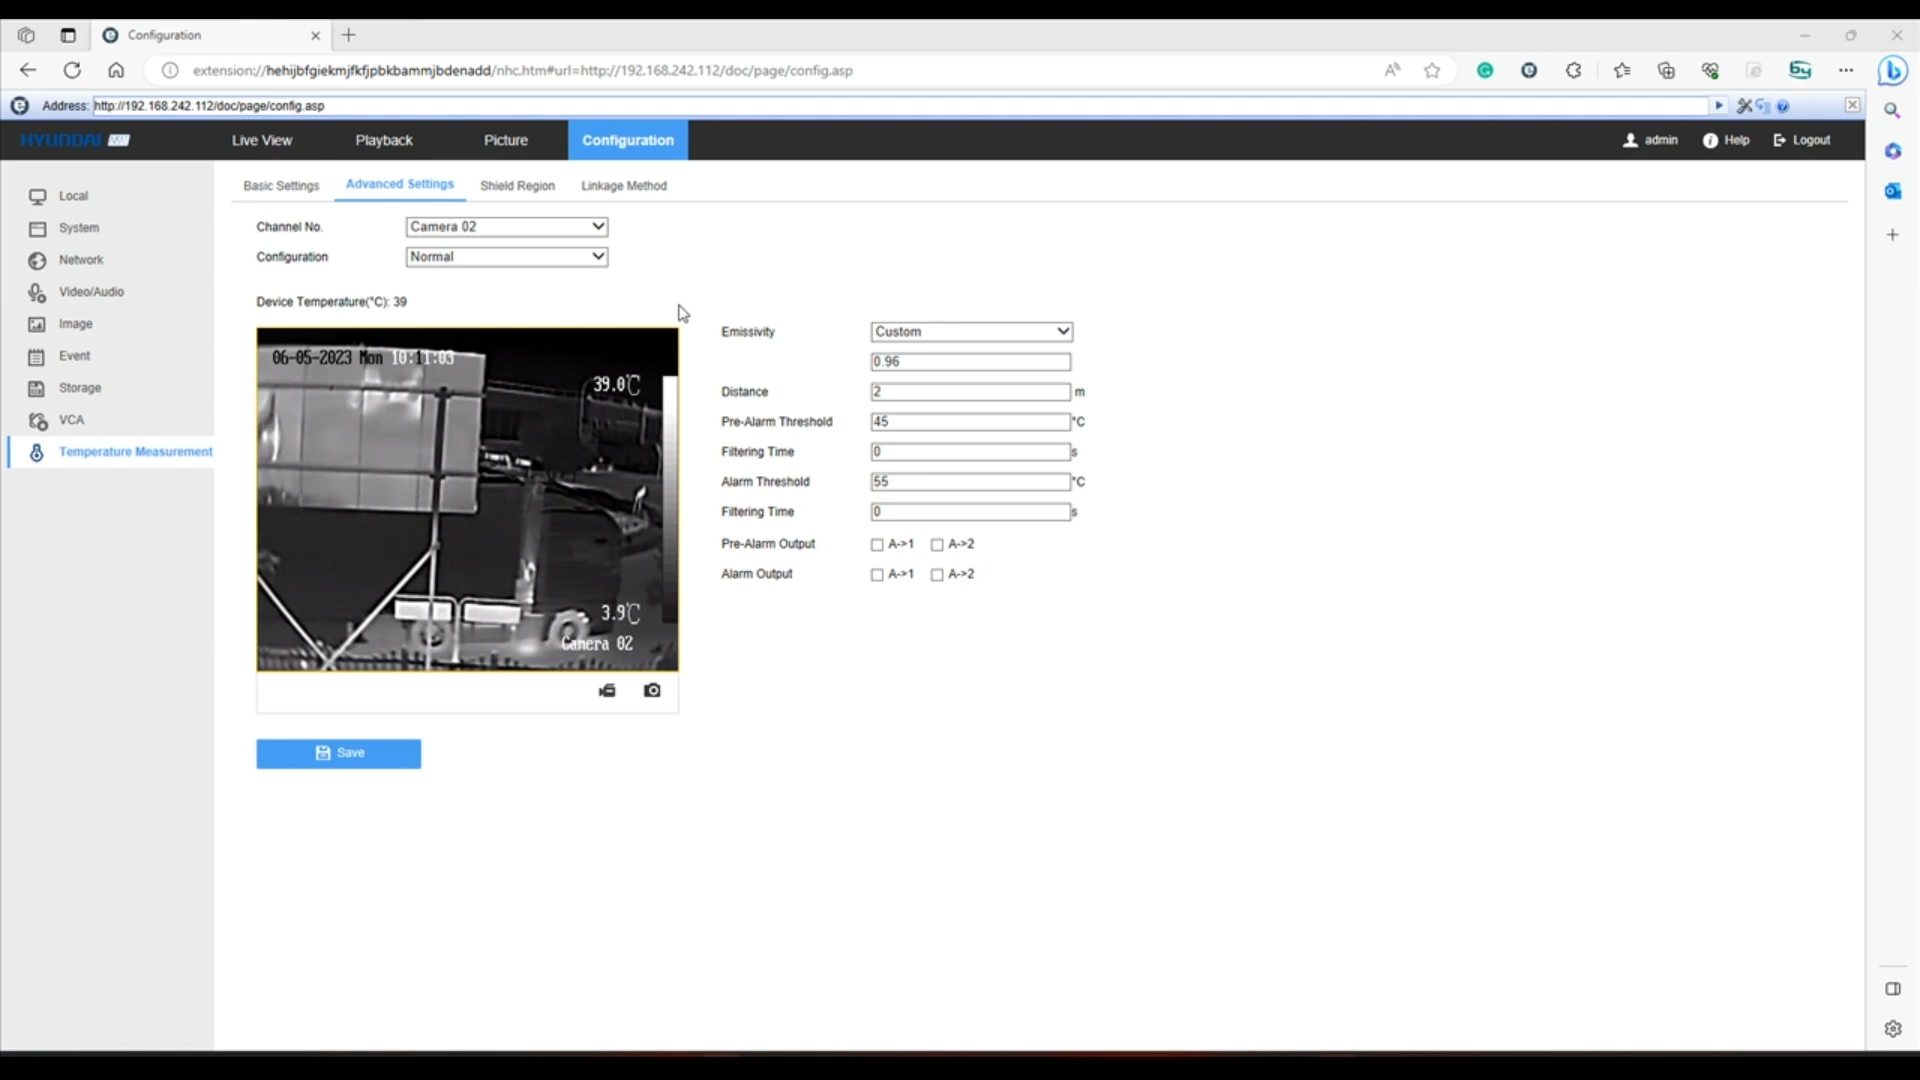 Configuration
extension://hehijbfgiekmjfkfjpbkbammjbdenadd/nhc.htm#url=http://192.168.242.112/doc/page/config.asp
Address: http://192.168.242.112/doc/page/config.asp
HYUNDAI
Live View
Playback
Picture
Configuration
admin
Help
Logout
Local
System
Network
Video/Audio
Image
Event
Storage
VCA
Temperature Measurement
Basic Settings
Advanced Settings
Shield Region
Linkage Method
Channel No. Camera 02
Configuration Normal
Device Temperature(°C): 39
06-05-2023 Mon 10:11:03
39.0℃
3.9℃
Camera 02
Emissivity Custom
0.96
Distance 2 m
Pre-Alarm Threshold 45 °C
Filtering Time 0 s
Alarm Threshold 55 °C
Filtering Time 0 s
Pre-Alarm Output A->1 A->2
Alarm Output A->1 A->2
Save